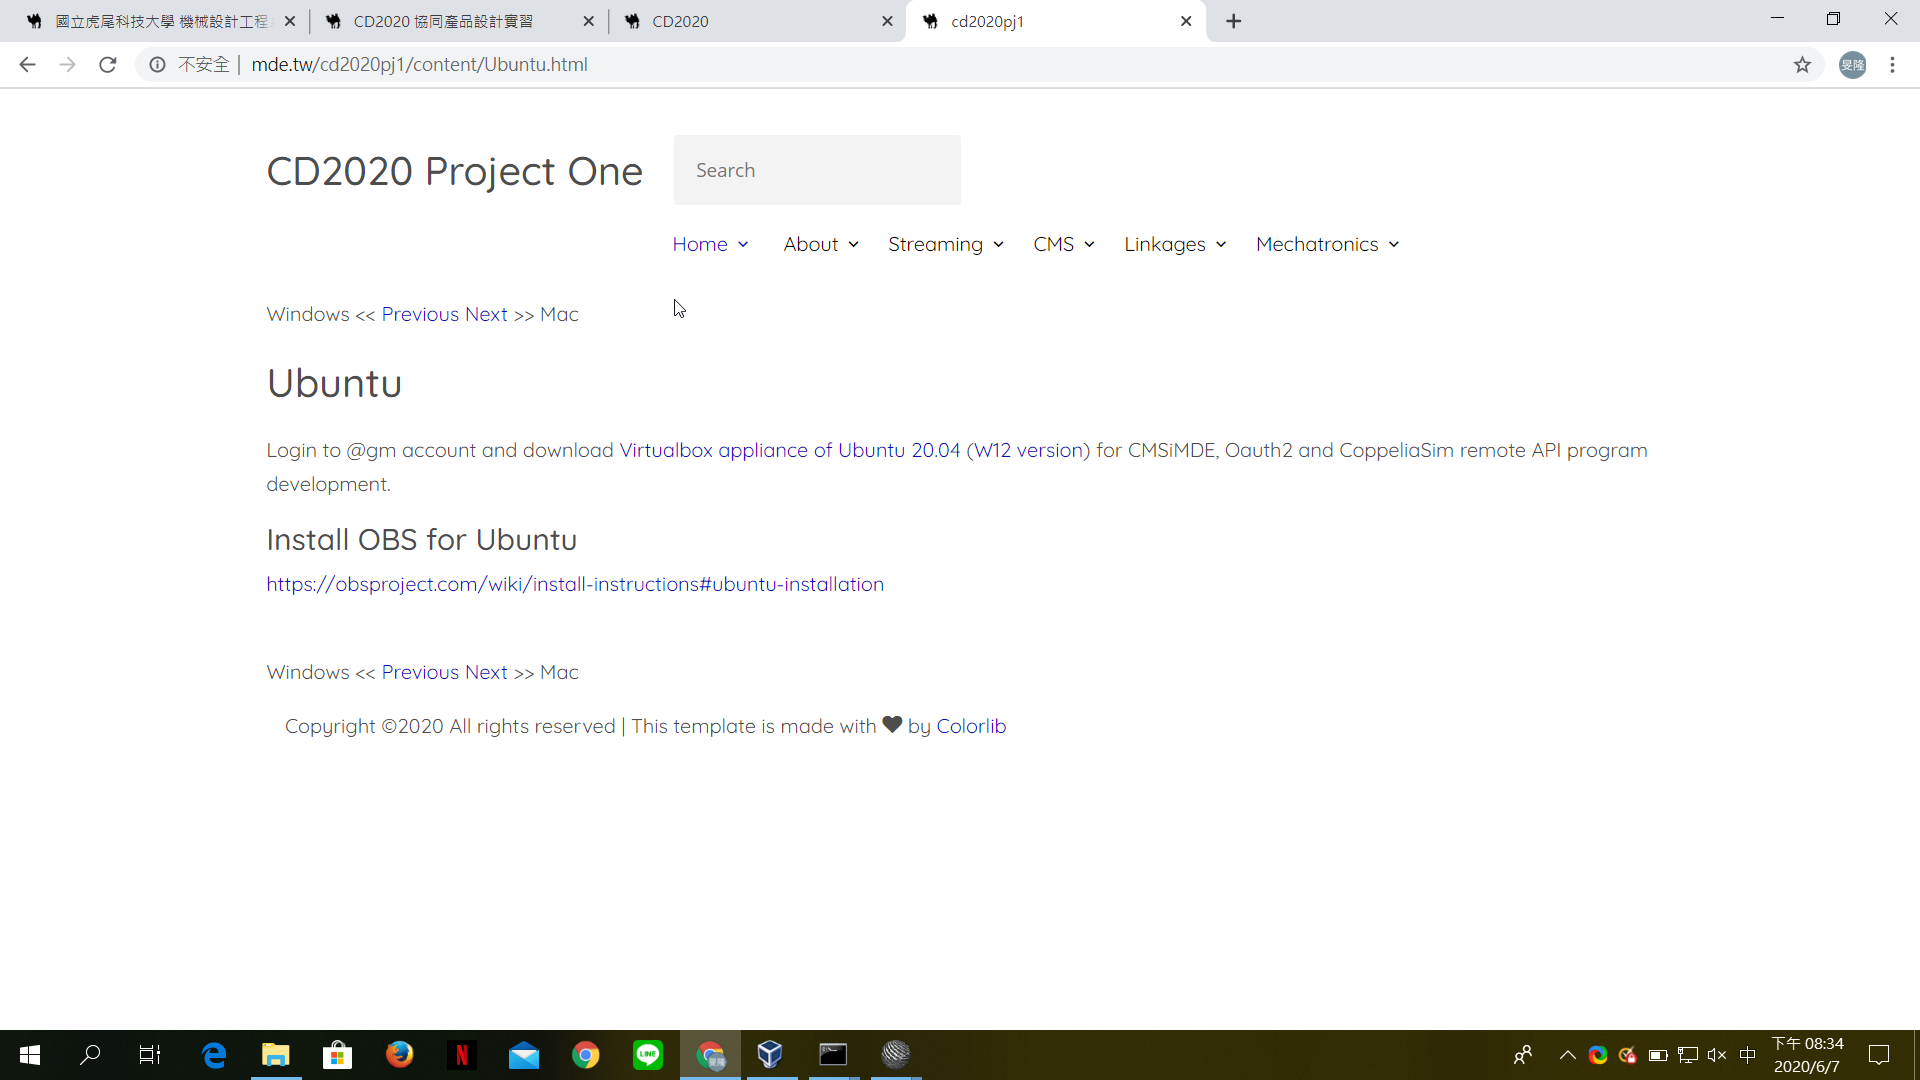 國立虎尾科技大學 機械設計工程
CD2020 協同產品設計實習
CD2020
cd2020pj1
不安全 | mde.tw/cd2020pj1/content/Ubuntu.html
旻隆
CD2020 Project One
Search
Home
About
Streaming
CMS
Linkages
Mechatronics
Windows << Previous Next >> Mac
Ubuntu
Login to @gm account and download Virtualbox appliance of Ubuntu 20.04 (W12 version) for CMSiMDE, Oauth2 and CoppeliaSim remote API program
development.
Install OBS for Ubuntu
https://obsproject.com/wiki/install-instructions#ubuntu-installation
Windows << Previous Next >> Mac
Copyright ©2020 All rights reserved | This template is made with ♥ by Colorlib
LINE
中
下午 08:34
2020/6/7